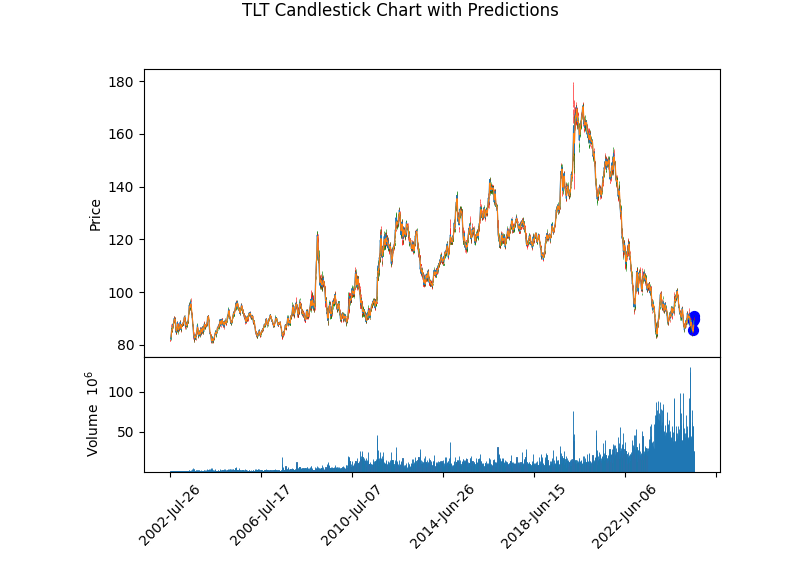 TLT Candlestick Chart with Predictions
180
160
140
120
100
80
Price
100
50
Volume 10^6
2002-Jul-26
2006-Jul-17
2010-Jul-07
2014-Jun-26
2018-Jun-15
2022-Jun-06